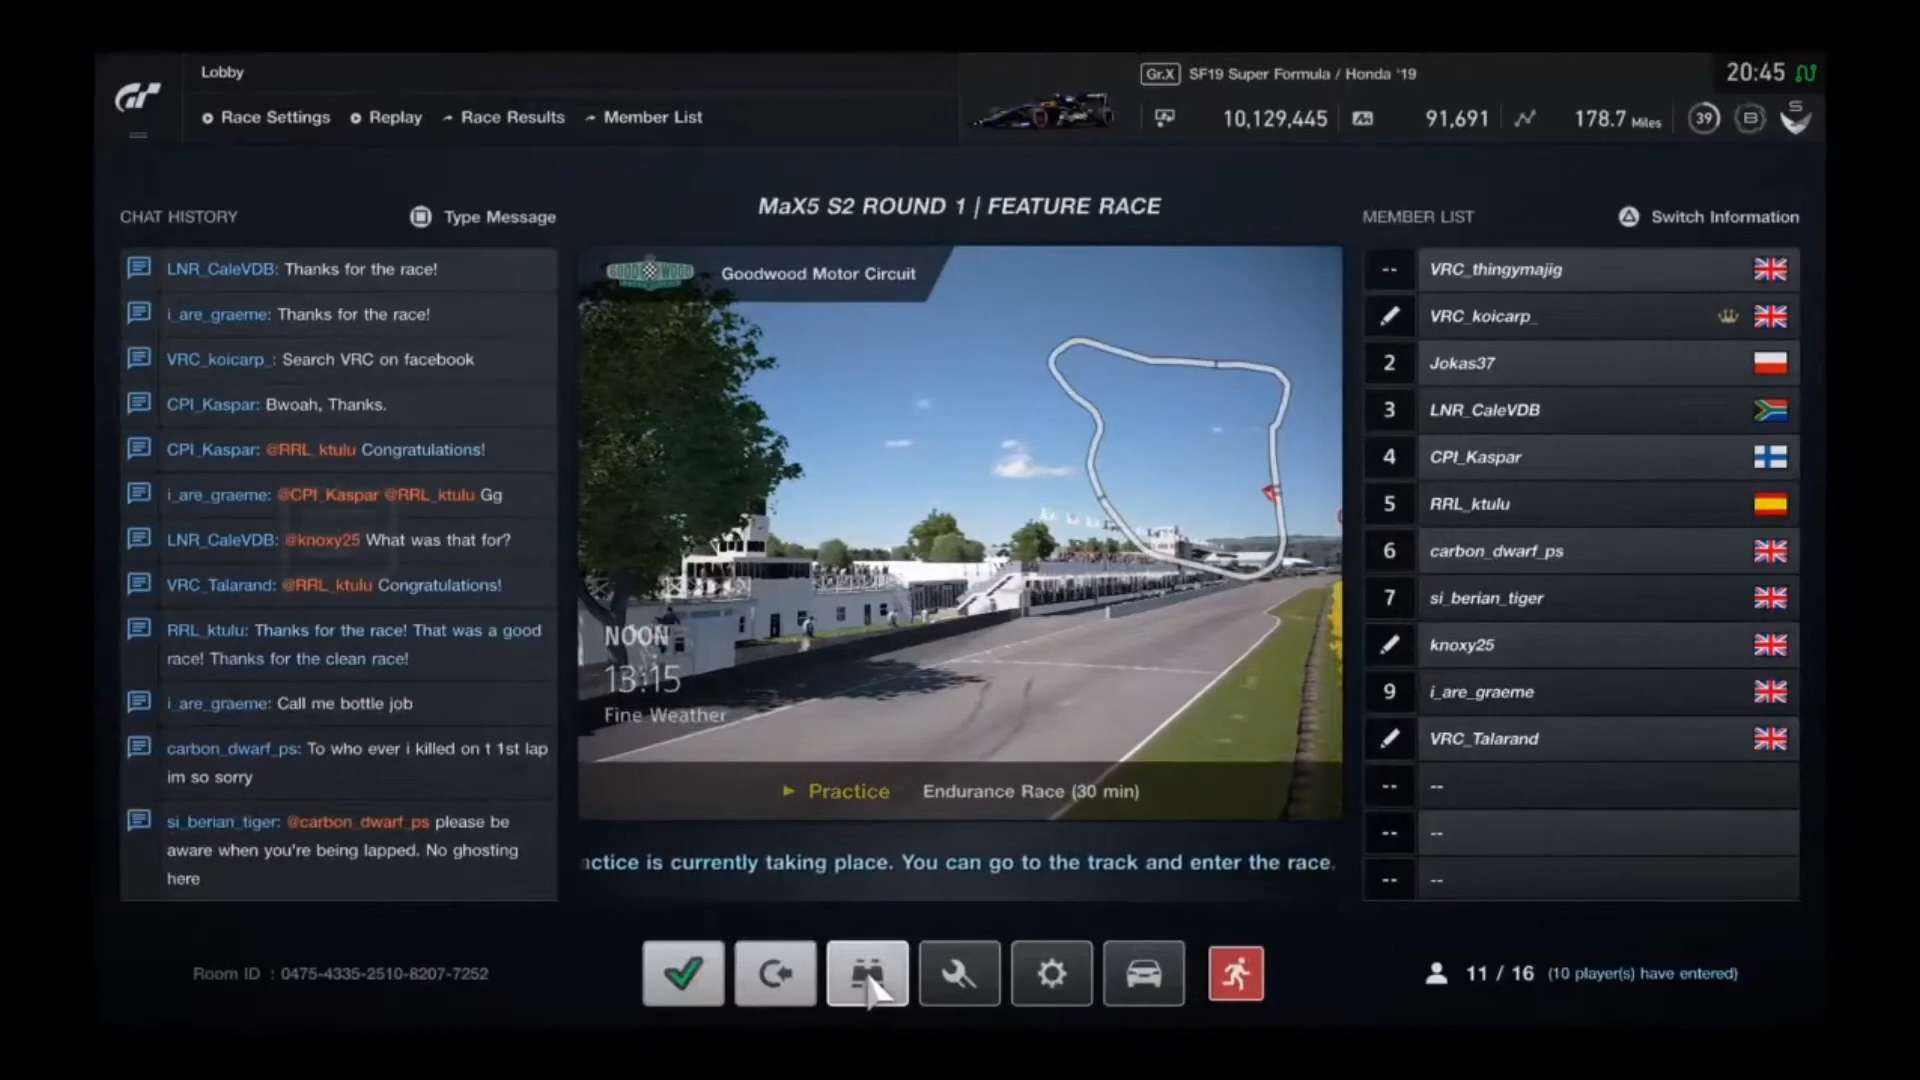 Lobby
Race Settings
Replay
Race Results
Member List
Gr.X
SF19 Super Formula / Honda '19
20:45
10,129,445
91,691
178.7 Miles
39
B
S
CHAT HISTORY
Type Message
LNR_CaleVDB: Thanks for the race!
i_are_graeme: Thanks for the race!
VRC_koicarp_: Search VRC on facebook
CPI_Kaspar: Bwoah, Thanks.
CPI_Kaspar: @RRL_ktulu Congratulations!
i_are_graeme: @CPI_Kaspar @RRL_ktulu Gg
LNR_CaleVDB: @knoxy25 What was that for?
VRC_Talarand: @RRL_ktulu Congratulations!
RRL_ktulu: Thanks for the race! That was a good
race! Thanks for the clean race!
i_are_graeme: Call me bottle job
carbon_dwarf_ps: To who ever i killed on t 1st lap
im so sorry
si_berian_tiger: @carbon_dwarf_ps please be
aware when you're being lapped. No ghosting
here
MaX5 S2 ROUND 1 | FEATURE RACE
GOODWOOD
Goodwood Motor Circuit
NOON
13:15
Fine Weather
Practice
Endurance Race (30 min)
actice is currently taking place. You can go to the track and enter the race.
MEMBER LIST
Switch Information
-- VRC_thingymajig
VRC_koicarp_
2 Jokas37
3 LNR_CaleVDB
4 CPI_Kaspar
5 RRL_ktulu
6 carbon_dwarf_ps
7 si_berian_tiger
knoxy25
9 i_are_graeme
VRC_Talarand
-- --
-- --
-- --
Room ID : 0475-4335-2510-8207-7252
11 / 16 (10 player(s) have entered)